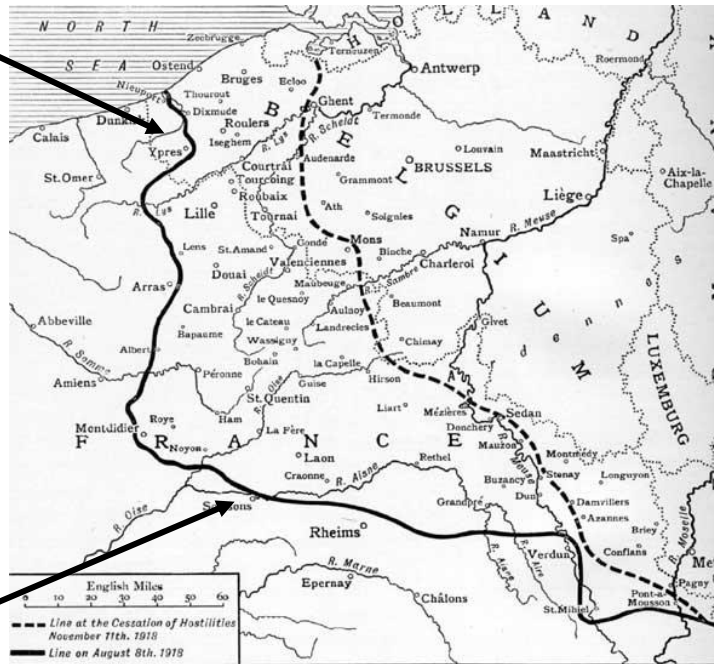 NORTH
SEA
HOLLAND
Zeebrugge
Terneuzen
Roermond
Ostend
Bruges
Ecloo
Antwerp
Nieuport
Thourout
Ghent
Dixmude
Calais
Roulers
R. Lys
R. Scheldt
Termonde
Iseghem
Ypres
Courtrai
Audenarde
Louvain
Maastricht
St.Omer
Tourcoing
BRUSSELS
Aix-la-
Chapelle
Roubaix
Grammont
R. Lys
Lille
Tournai
Ath
Soignies
Liège
BELGIUM
Lens
St.Amand
Condé
Mons
Binche
Namur
R. Meuse
Spa
Douai
Valenciennes
Charleroi
Arras
R. Scheldt
Maubeuge
R. Sambre
Abbeville
Cambrai
le Quesnoy
Aulnoy
Beaumont
Givet
Ardennes
le Cateau
Landrecies
Bapaume
R. Somme
Albert
Wassigny
Chimay
LUXEMBURG
Bohain
la Capelle
Amiens
Péronne
R. Oise
Guise
Hirson
St.Quentin
Liart
Mézières
Sedan
Roye
Ham
Donchery
Montdidier
La Fère
Mauzon
FRANCE
Noyon
Laon
Rethel
R. Meuse
Montmédy
Craonne
R. Aisne
Buzancy
Stenay
Longuyon
Dun
Damvillers
R. Oise
Grandpré
Azannes
Rheims
Briey
R. Moselle
R. Aisne
R. Aire
Verdun
Conflans
R. Marne
Epernay
Châlons
Pagny
Pont-à-
Mousson
St.Mihiel
English Miles
0 20 40 60
Line at the Cessation of Hostilities
November 11th. 1918
Line on August 8th. 1918